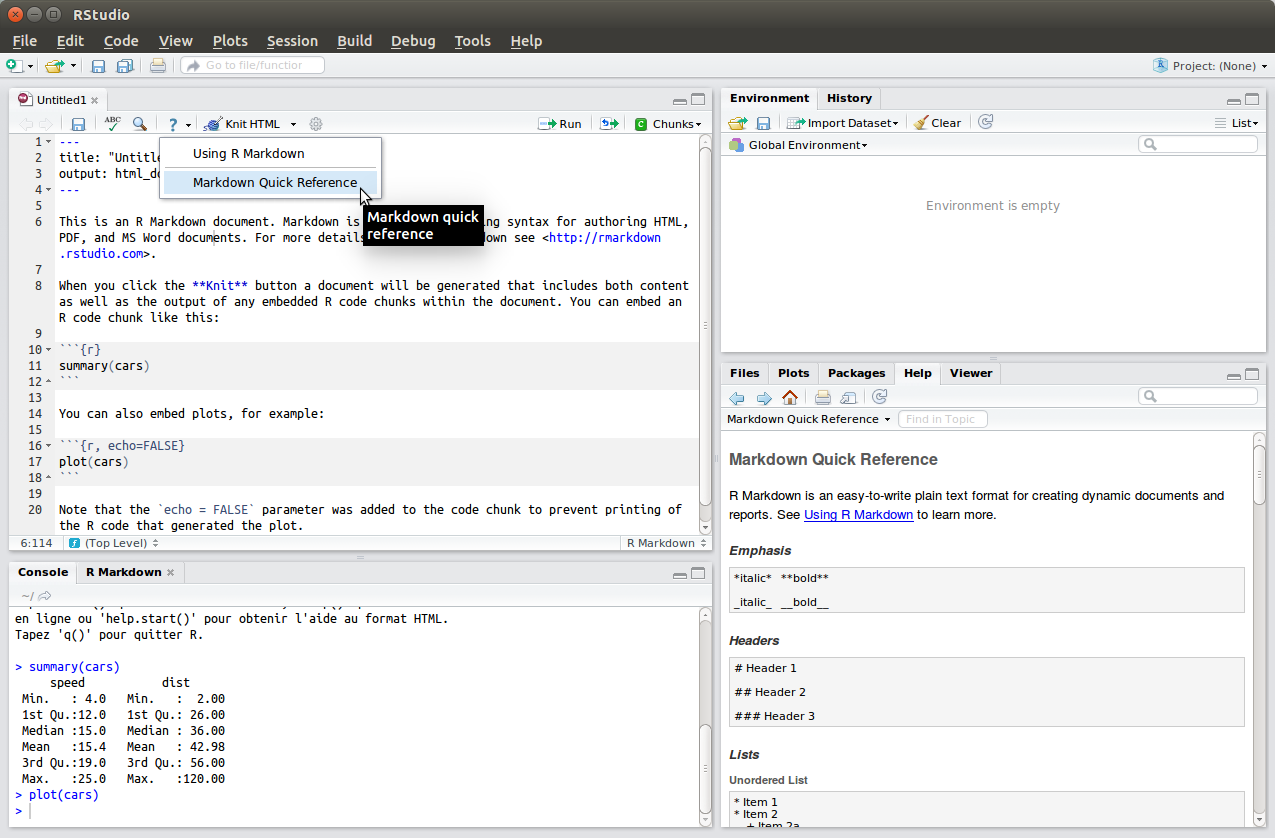 RStudio
File Edit Code View Plots Session Build Debug Tools Help
Go to file/function
Project: (None)
Untitled1
ABC
? Knit HTML
Run
Chunks
1 ---
2 title: "Untitle
3 output: html_do
4 ---
5
6 This is an R Markdown document. Markdown is ng syntax for authoring HTML,
PDF, and MS Word documents. For more details down see <http://rmarkdown
.rstudio.com>.
7
8 When you click the **Knit** button a document will be generated that includes both content
as well as the output of any embedded R code chunks within the document. You can embed an
R code chunk like this:
9
10 ```{r}
11 summary(cars)
12 ```
13
14 You can also embed plots, for example:
15
16 ```{r, echo=FALSE}
17 plot(cars)
18 ```
19
20 Note that the `echo = FALSE` parameter was added to the code chunk to prevent printing of
the R code that generated the plot.
Using R Markdown
Markdown Quick Reference
Markdown quick
reference
6:114 (Top Level) R Markdown
Console R Markdown
~/
en ligne ou 'help.start()' pour obtenir l'aide au format HTML.
Tapez 'q()' pour quitter R.
> summary(cars)
speed dist
Min. : 4.0 Min. : 2.00
1st Qu.:12.0 1st Qu.: 26.00
Median :15.0 Median : 36.00
Mean :15.4 Mean : 42.98
3rd Qu.:19.0 3rd Qu.: 56.00
Max. :25.0 Max. :120.00
> plot(cars)
>
Environment History
Import Dataset Clear List
Global Environment
Environment is empty
Files Plots Packages Help Viewer
Markdown Quick Reference Find in Topic
Markdown Quick Reference
R Markdown is an easy-to-write plain text format for creating dynamic documents and
reports. See Using R Markdown to learn more.
Emphasis
*italic* **bold**
_italic_ __bold__
Headers
# Header 1
## Header 2
### Header 3
Lists
Unordered List
* Item 1
* Item 2
+ Item 2a